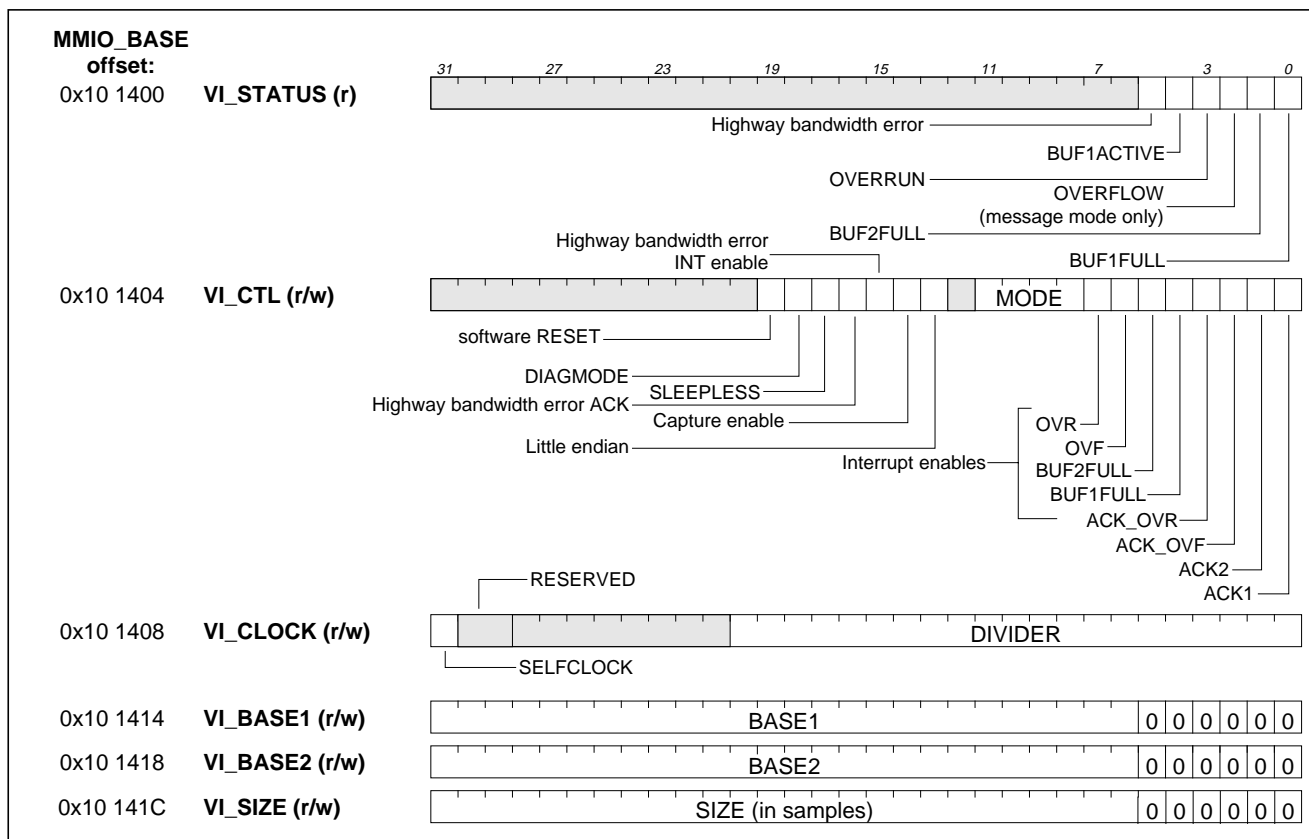 MMIO_BASE
offset:
31 27 23 19 15 11 7 3 0
0x10 1400 VI_STATUS (r)
Highway bandwidth error
BUF1ACTIVE
OVERRUN
OVERFLOW
(message mode only)
BUF2FULL
Highway bandwidth error
INT enable
BUF1FULL
0x10 1404 VI_CTL (r/w) MODE
software RESET
DIAGMODE
SLEEPLESS
Highway bandwidth error ACK
Capture enable
OVR
Little endian
OVF
Interrupt enables
BUF2FULL
BUF1FULL
ACK_OVR
ACK_OVF
ACK2
RESERVED
ACK1
0x10 1408 VI_CLOCK (r/w) DIVIDER
SELFCLOCK
0x10 1414 VI_BASE1 (r/w) BASE1 0 0 0 0 0 0
0x10 1418 VI_BASE2 (r/w) BASE2 0 0 0 0 0 0
0x10 141C VI_SIZE (r/w) SIZE (in samples) 0 0 0 0 0 0